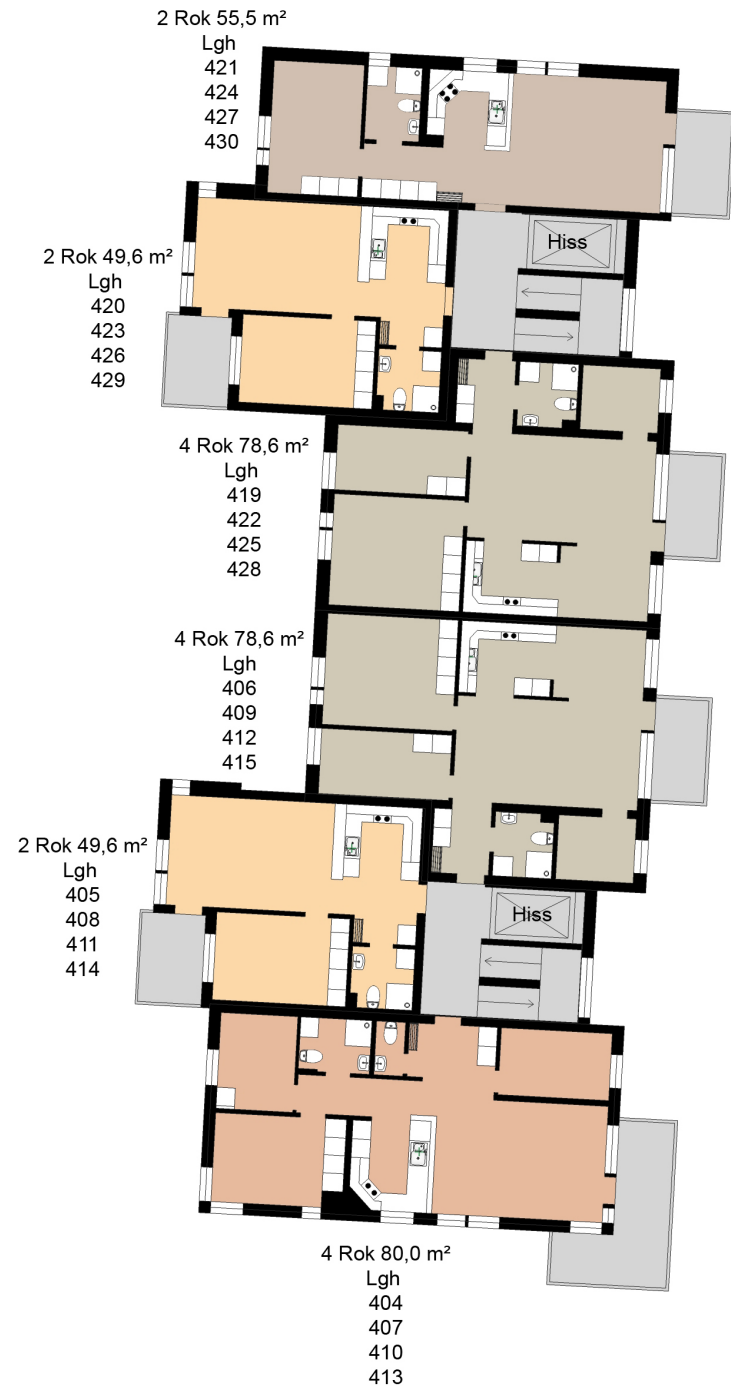 2 Rok 55,5 m²
Lgh
421
424
427
430
Hiss
2 Rok 49,6 m²
Lgh
420
423
426
429
4 Rok 78,6 m²
Lgh
419
422
425
428
4 Rok 78,6 m²
Lgh
406
409
412
415
2 Rok 49,6 m²
Lgh
405
408
411
414
Hiss
4 Rok 80,0 m²
Lgh
404
407
410
413